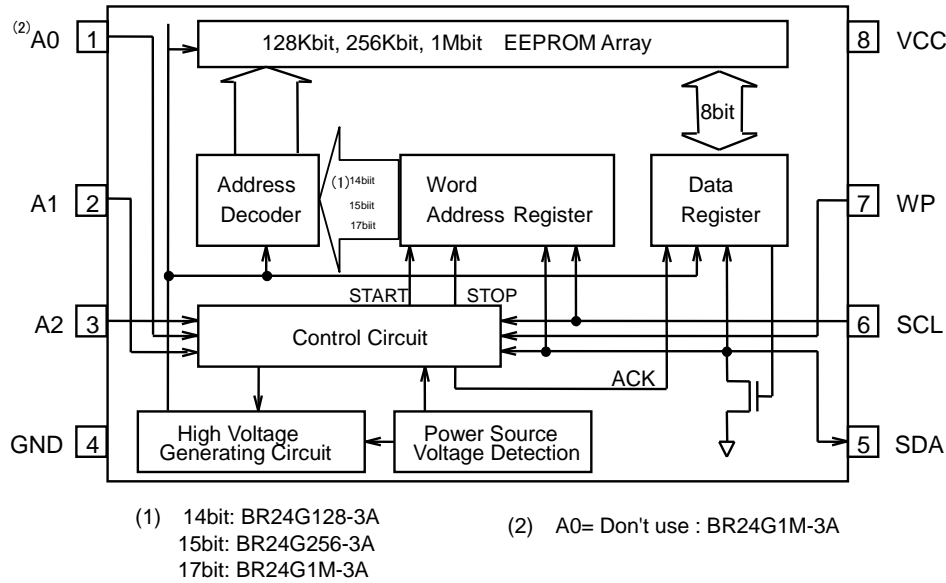 (2)A0 1
128Kbit, 256Kbit, 1Mbit EEPROM Array
8 VCC
8bit
A1 2
Address
Decoder
(1)14biit
15biit
17biit
Word
Address Register
Data
Register
7 WP
START STOP
A2 3
Control Circuit
6 SCL
ACK
GND 4
High Voltage
Generating Circuit
Power Source
Voltage Detection
5 SDA
(1) 14bit: BR24G128-3A
15bit: BR24G256-3A
17bit: BR24G1M-3A
(2) A0= Don't use : BR24G1M-3A